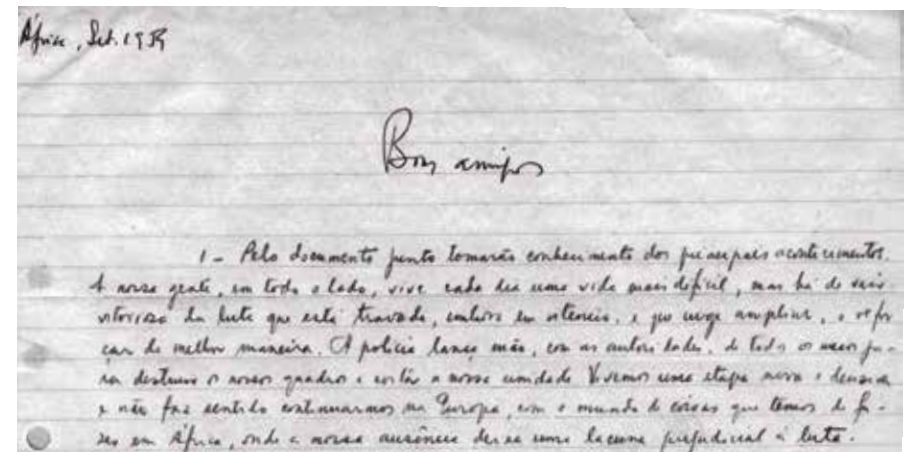 África, Set. 1959
Bons amigos
1 - Pelo documento junto tomarão conhecimento dos principais acontecimentos.
A nossa gente, em todo o lado, vive cada dia uma vida mais difícil, mas há de sair
vitoriosa da luta que está travada, embora em silêncio, e que urge ampliar, e refor
çar da melhor maneira. A polícia lança mão, com as autoridades, de todos os meios pa-
ra destruir os nossos quadros e cortar a nossa unidade Vivemos uma etapa nova e decisiva
e não faz sentido continuarmos na Europa, com o mundo de coisas que temos de fa-
zer em África, onde a nossa ausência uma lacuna prejudicial à luta.